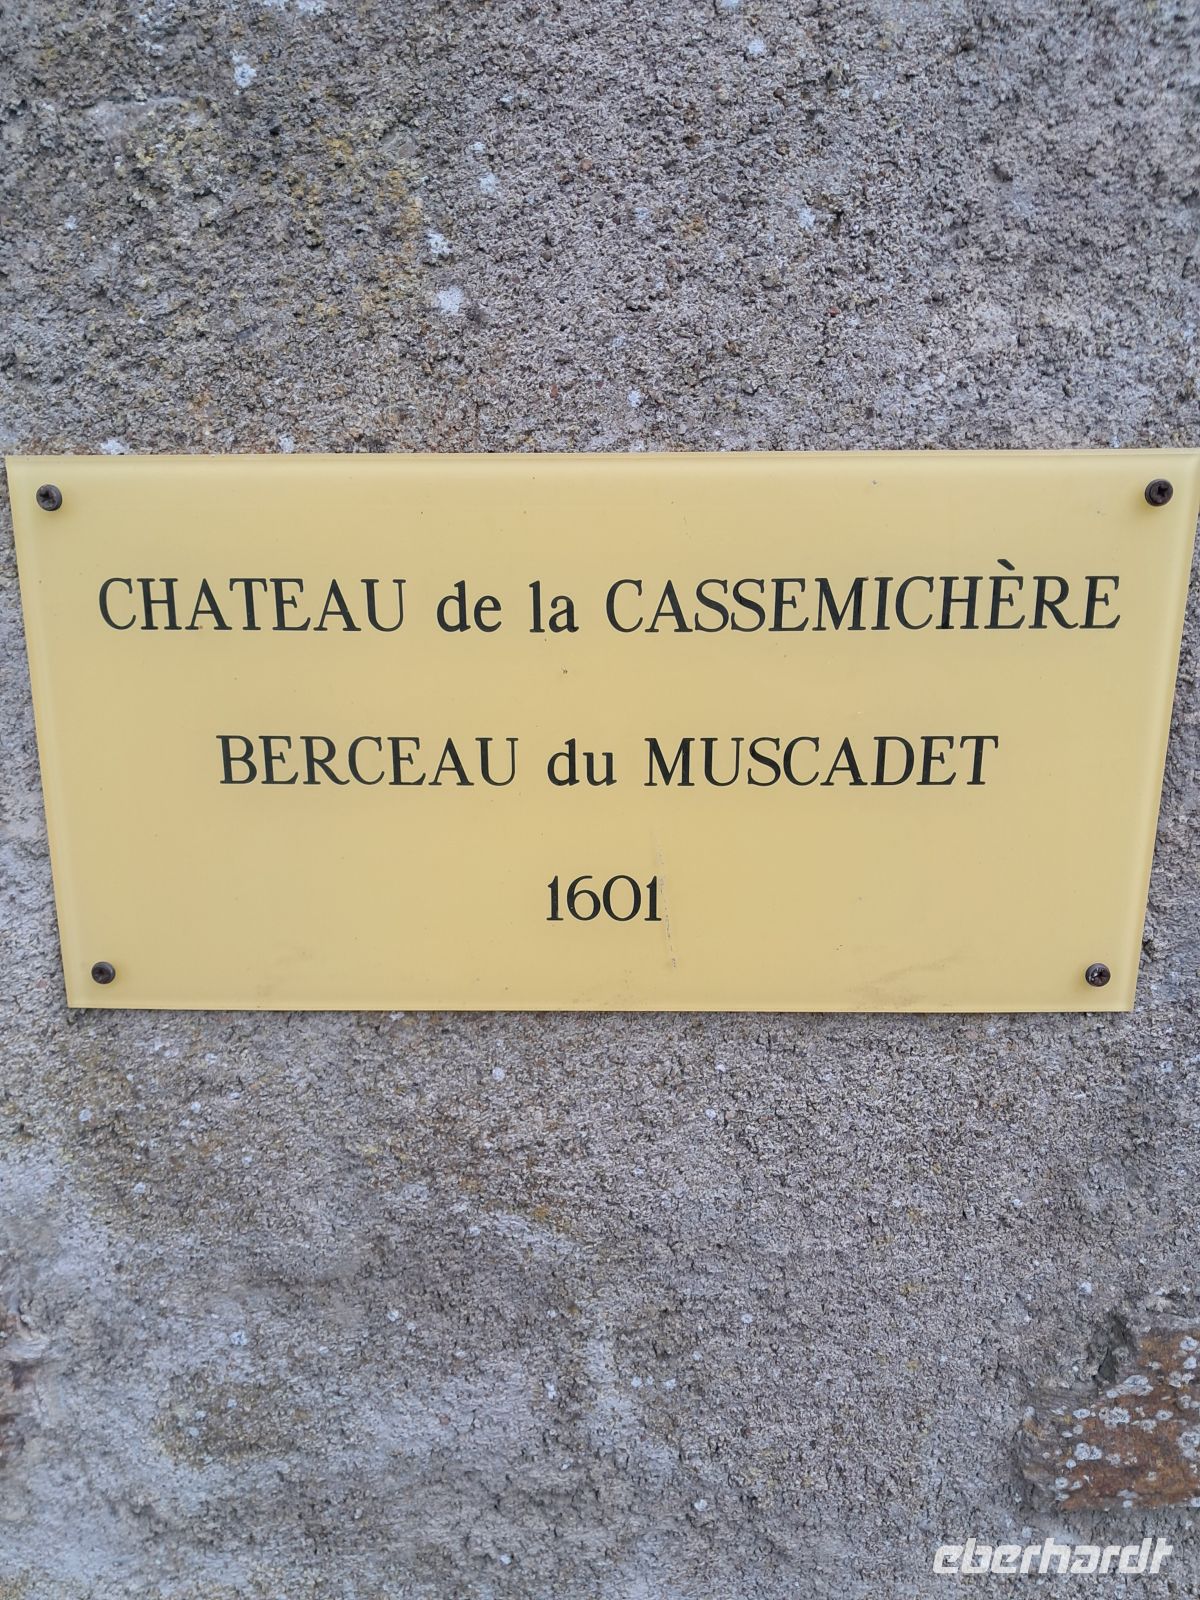 CHATEAU de la CASSEMICHÈRE
BERCEAU du MUSCADET
1601
eberhardt